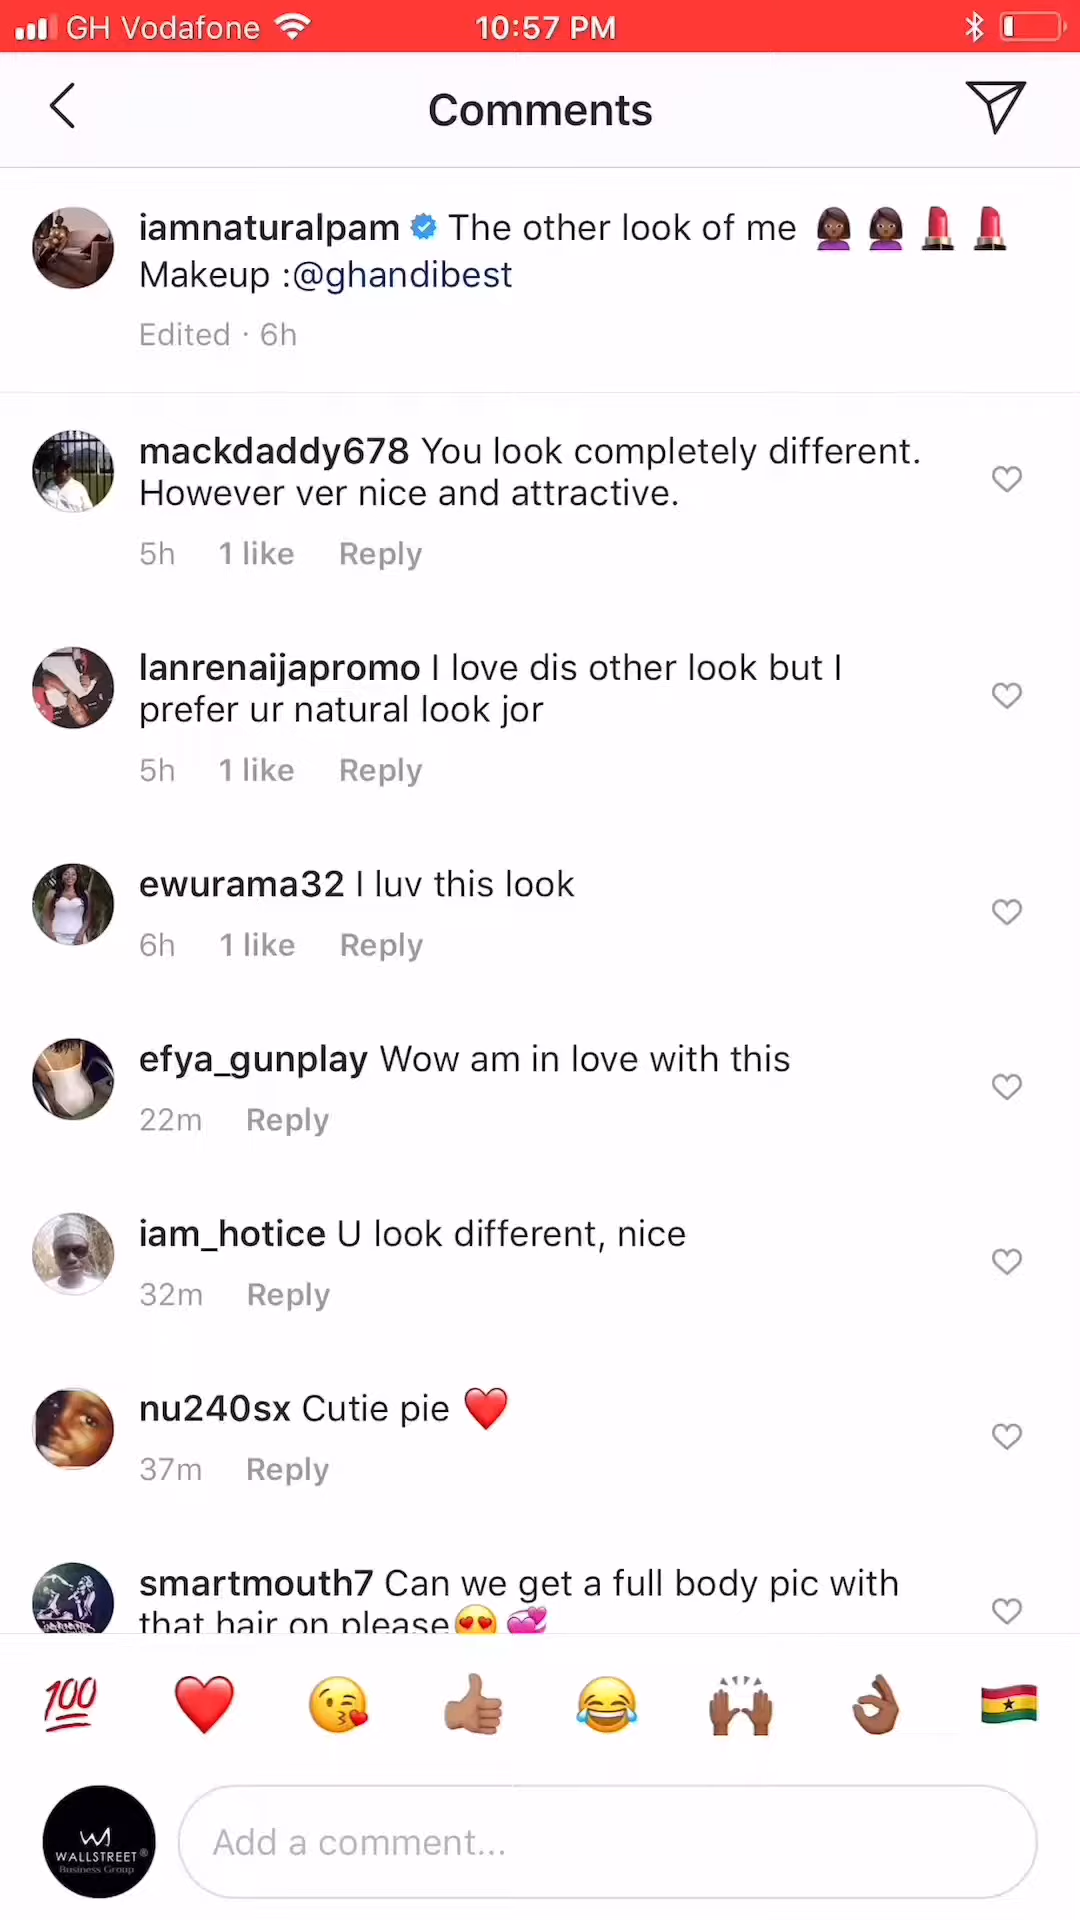 GH Vodafone 10:57 PM
Comments
iamnaturalpam The other look of me 🙍🏾‍♀️ 🙍🏾‍♀️ 💄 💄
Makeup :@ghandibest
Edited · 6h
mackdaddy678 You look completely different.
However ver nice and attractive.
5h 1 like Reply
lanrenaijapromo I love dis other look but I
prefer ur natural look jor
5h 1 like Reply
ewurama32 I luv this look
6h 1 like Reply
efya_gunplay Wow am in love with this
22m Reply
iam_hotice U look different, nice
32m Reply
nu240sx Cutie pie ❤️
37m Reply
smartmouth7 Can we get a full body pic with
that hair on please😍 💞
💯 ❤️ 😘 👍🏽 😂 🙌🏾 👌🏾 🇬🇭
WALLSTREET®
Business Group
Add a comment...